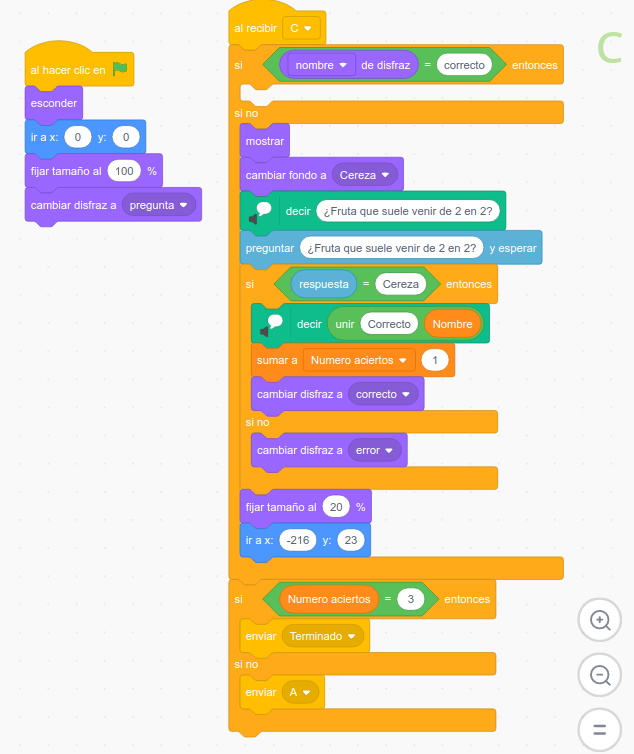 al hacer clic en
esconder
ir a x: 0 y: 0
fijar tamaño al 100 %
cambiar disfraz a pregunta
al recibir C
si nombre de disfraz = correcto entonces
si no
mostrar
cambiar fondo a Cereza
decir ¿Fruta que suele venir de 2 en 2?
preguntar ¿Fruta que suele venir de 2 en 2? y esperar
si respuesta = Cereza entonces
decir unir Correcto Nombre
sumar a Numero aciertos 1
cambiar disfraz a correcto
si no
cambiar disfraz a error
fijar tamaño al 20 %
ir a x: -216 y: 23
si Numero aciertos = 3 entonces
enviar Terminado
si no
enviar A
C